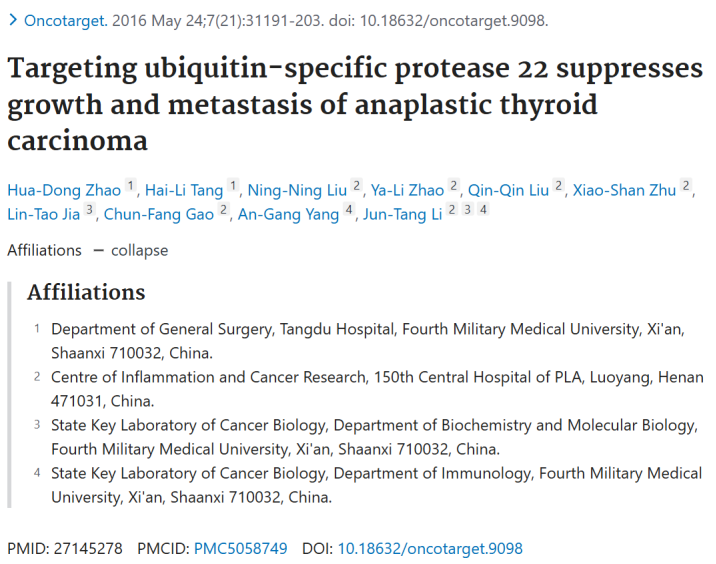 > Oncotarget. 2016 May 24;7(21):31191-203. doi: 10.18632/oncotarget.9098.
Targeting ubiquitin-specific protease 22 suppresses
growth and metastasis of anaplastic thyroid
carcinoma
Hua-Dong Zhao 1, Hai-Li Tang 1, Ning-Ning Liu 2, Ya-Li Zhao 2, Qin-Qin Liu 2, Xiao-Shan Zhu 2,
Lin-Tao Jia 3, Chun-Fang Gao 2, An-Gang Yang 4, Jun-Tang Li 2 3 4
Affiliations — collapse
Affiliations
1 Department of General Surgery, Tangdu Hospital, Fourth Military Medical University, Xi'an,
Shaanxi 710032, China.
2 Centre of Inflammation and Cancer Research, 150th Central Hospital of PLA, Luoyang, Henan
471031, China.
3 State Key Laboratory of Cancer Biology, Department of Biochemistry and Molecular Biology,
Fourth Military Medical University, Xi'an, Shaanxi 710032, China.
4 State Key Laboratory of Cancer Biology, Department of Immunology, Fourth Military Medical
University, Xi'an, Shaanxi 710032, China.
PMID: 27145278 PMCID: PMC5058749 DOI: 10.18632/oncotarget.9098